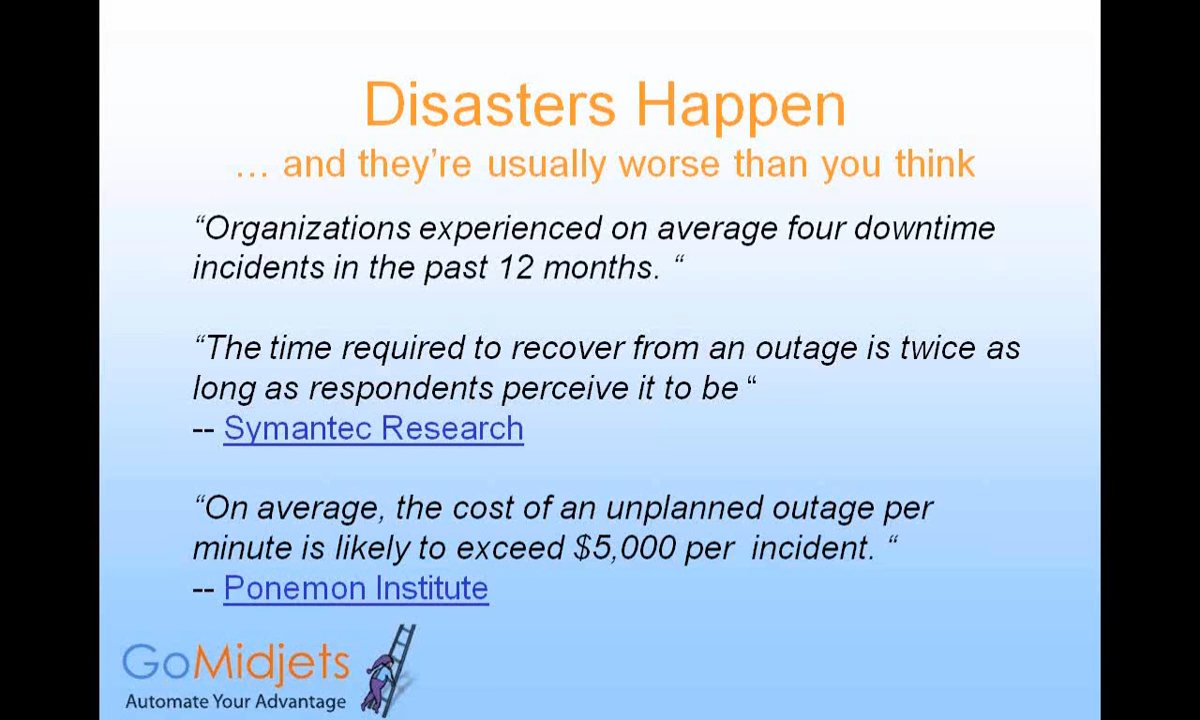 Disasters Happen
… and they’re usually worse than you think
“Organizations experienced on average four downtime
incidents in the past 12 months. “
“The time required to recover from an outage is twice as
long as respondents perceive it to be “
-- Symantec Research
“On average, the cost of an unplanned outage per
minute is likely to exceed $5,000 per  incident. “
-- Ponemon Institute
GoMidjets
Automate Your Advantage